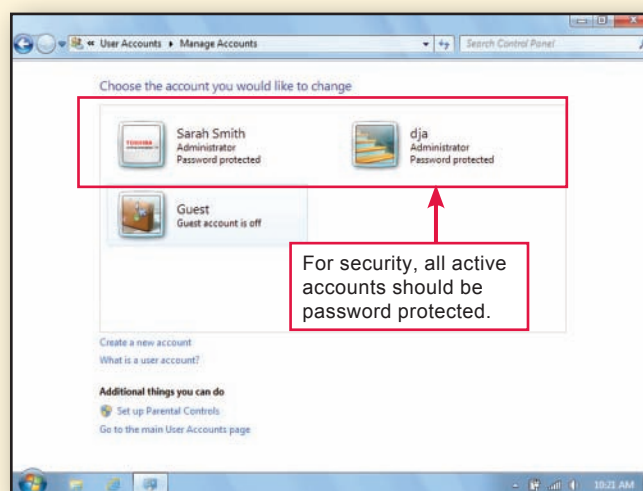 « User Accounts ▸ Manage Accounts
Search Control Panel
Choose the account you would like to change
Sarah Smith
Administrator
Password protected
dja
Administrator
Password protected
TOSHIBA
Guest
Guest account is off
For security, all active
accounts should be
password protected.
Create a new account
What is a user account?
Additional things you can do
Set up Parental Controls
Go to the main User Accounts page
10:21 AM